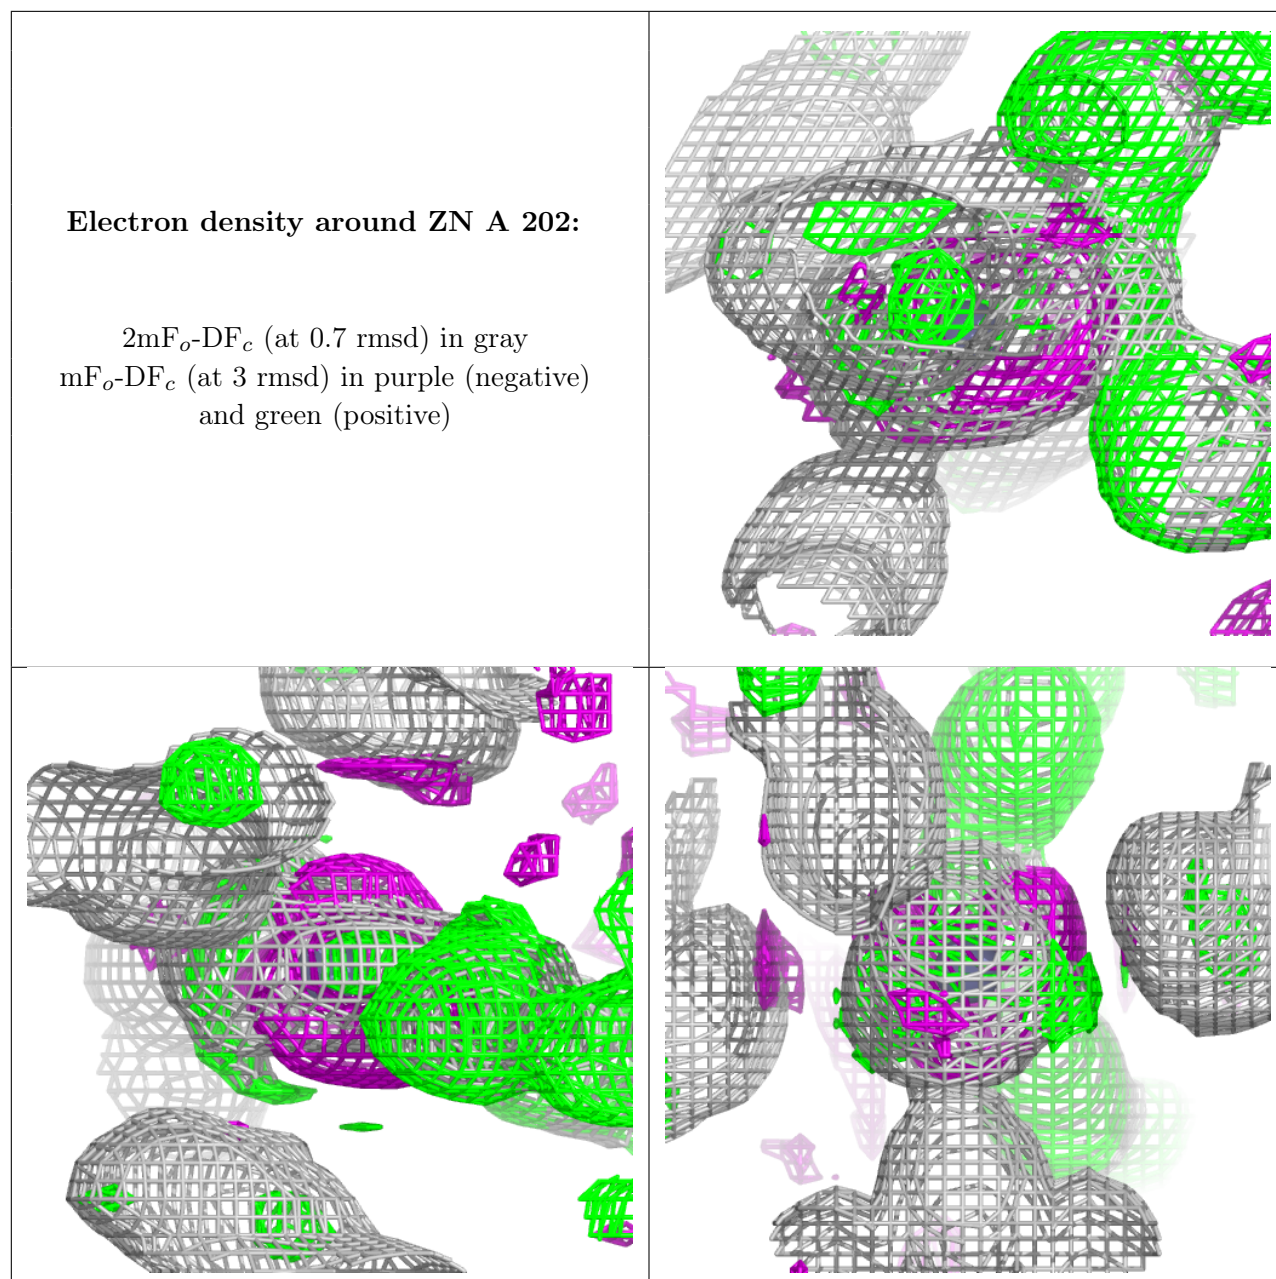 Electron density around ZN A 202:
2mFo-DFc (at 0.7 rmsd) in gray
mFo-DFc (at 3 rmsd) in purple (negative)
and green (positive)